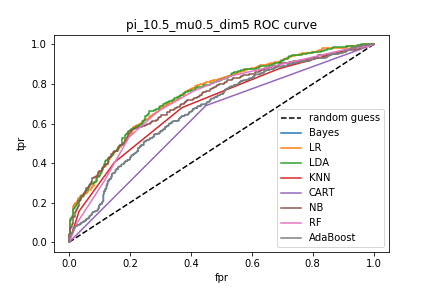 pi_10.5_mu0.5_dim5 ROC curve
1.0
0.8
0.6
0.4
0.2
0.0
tpr
random guess
Bayes
LR
LDA
KNN
CART
NB
RF
AdaBoost
0.0 0.2 0.4 0.6 0.8 1.0
fpr